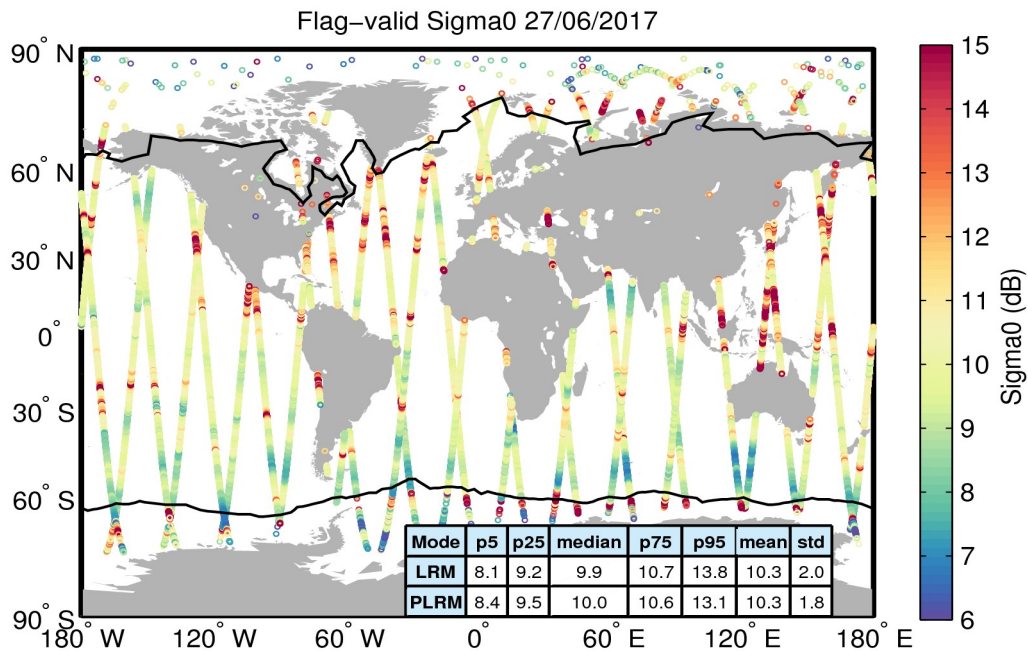 Flag−valid Sigma0 27/06/2017
90° N
60° N
30° N
0°
30° S
60° S
90° S
180° W
120° W
60° W
0°
60° E
120° E
180° E
15
14
13
12
11
10
9
8
7
6
Sigma0 (dB)
Mode p5 p25 median p75 p95 mean std
LRM 8.1 9.2 9.9 10.7 13.8 10.3 2.0
PLRM 8.4 9.5 10.0 10.6 13.1 10.3 1.8